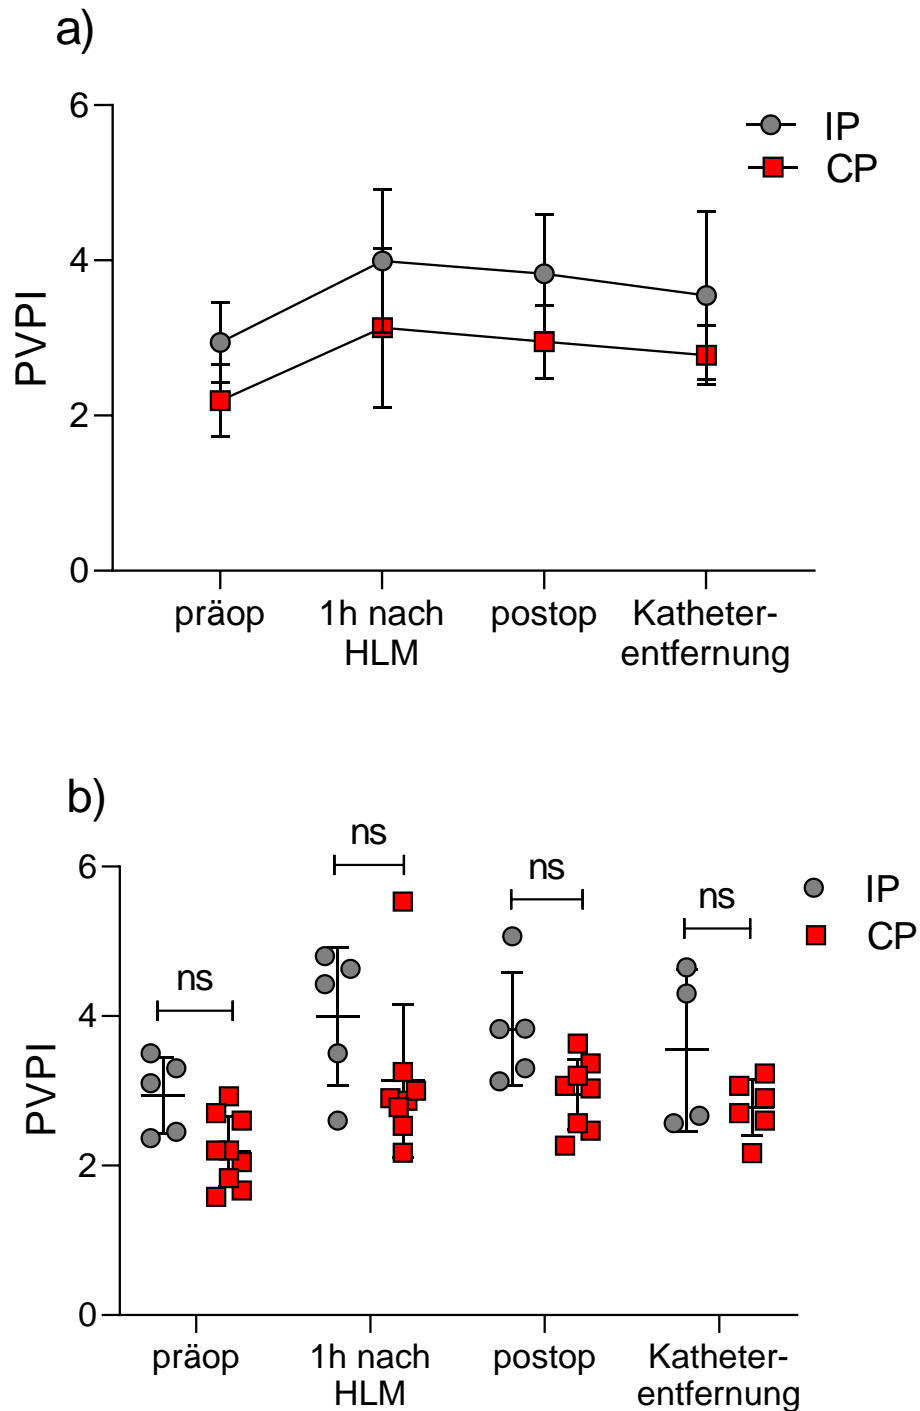 a)
6
IP
CP
4
PVPI
2
0
präop
1h nach
HLM
postop
Katheter-
entfernung
b)
ns
ns
ns
ns
6
IP
CP
4
PVPI
2
0
präop
1h nach
HLM
postop
Katheter-
entfernung